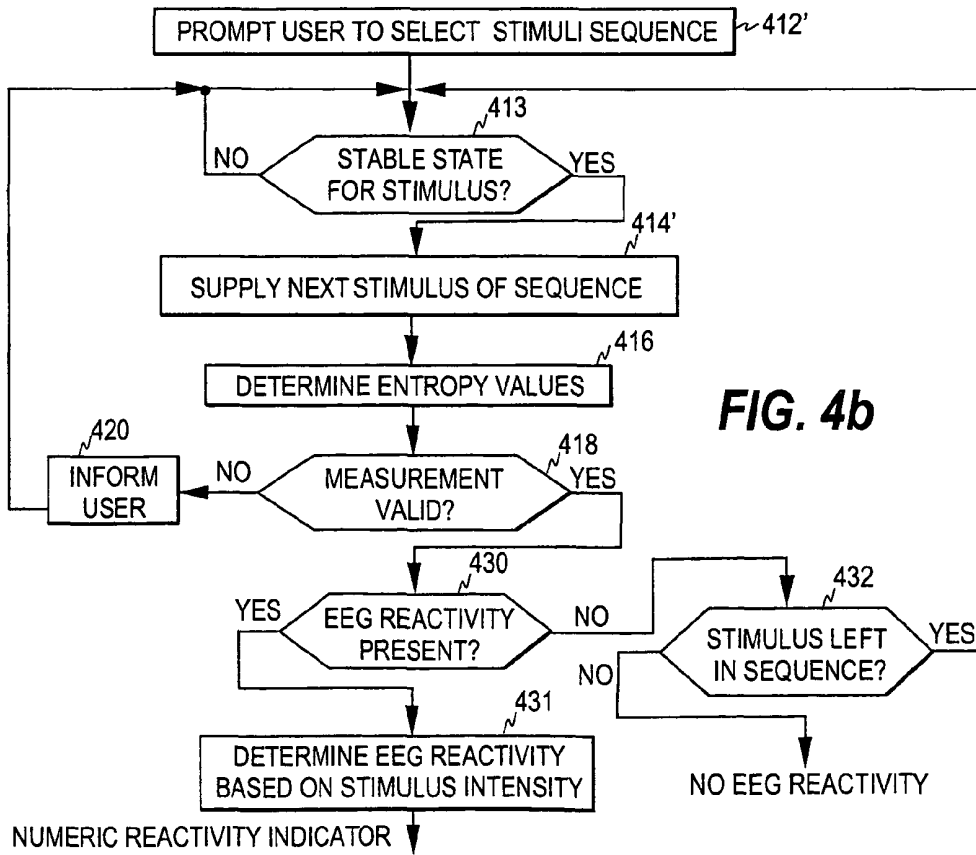 PROMPT USER TO SELECT STIMULI SEQUENCE
412'
413
NO
STABLE STATE
FOR STIMULUS?
YES
414'
SUPPLY NEXT STIMULUS OF SEQUENCE
416
DETERMINE ENTROPY VALUES
FIG. 4b
420
INFORM
USER
NO
418
MEASUREMENT
VALID?
YES
430
YES
EEG REACTIVITY
PRESENT?
NO
432
STIMULUS LEFT
IN SEQUENCE?
YES
NO
431
DETERMINE EEG REACTIVITY
BASED ON STIMULUS INTENSITY
NO EEG REACTIVITY
NUMERIC REACTIVITY INDICATOR